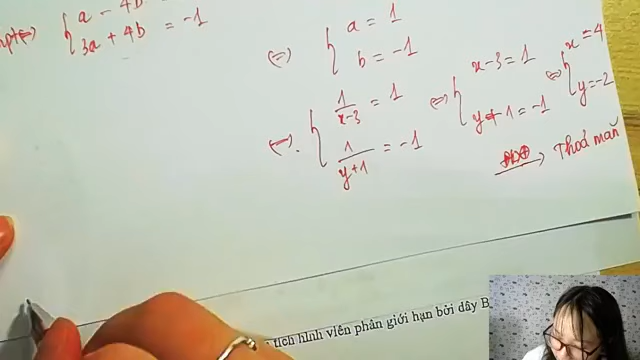 a - 4b
3a + 4b = -1
⇔ { a = 1
b = -1
⇔ { 1/(x-3) = 1
1/(y+1) = -1
⇔ { x-3 = 1
y+1 = -1
⇔ { x = 4
y = -2
Thoả mãn
tích hình viên phân giới hạn bởi dây B